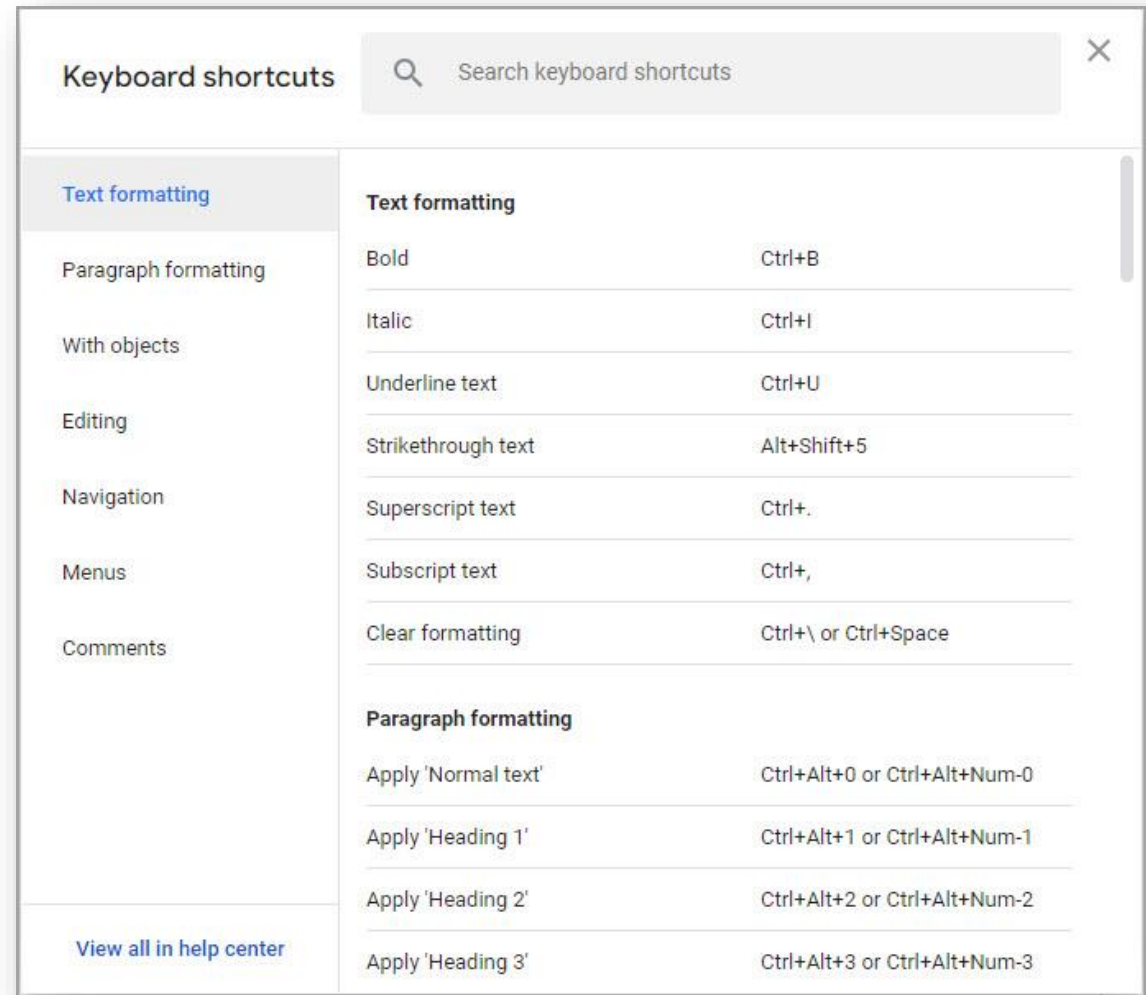 Keyboard shortcuts
Search keyboard shortcuts
Text formatting
Paragraph formatting
With objects
Editing
Navigation
Menus
Comments
View all in help center
Text formatting
Bold Ctrl+B
Italic Ctrl+I
Underline text Ctrl+U
Strikethrough text Alt+Shift+5
Superscript text Ctrl+.
Subscript text Ctrl+,
Clear formatting Ctrl+\ or Ctrl+Space
Paragraph formatting
Apply 'Normal text' Ctrl+Alt+0 or Ctrl+Alt+Num-0
Apply 'Heading 1' Ctrl+Alt+1 or Ctrl+Alt+Num-1
Apply 'Heading 2' Ctrl+Alt+2 or Ctrl+Alt+Num-2
Apply 'Heading 3' Ctrl+Alt+3 or Ctrl+Alt+Num-3